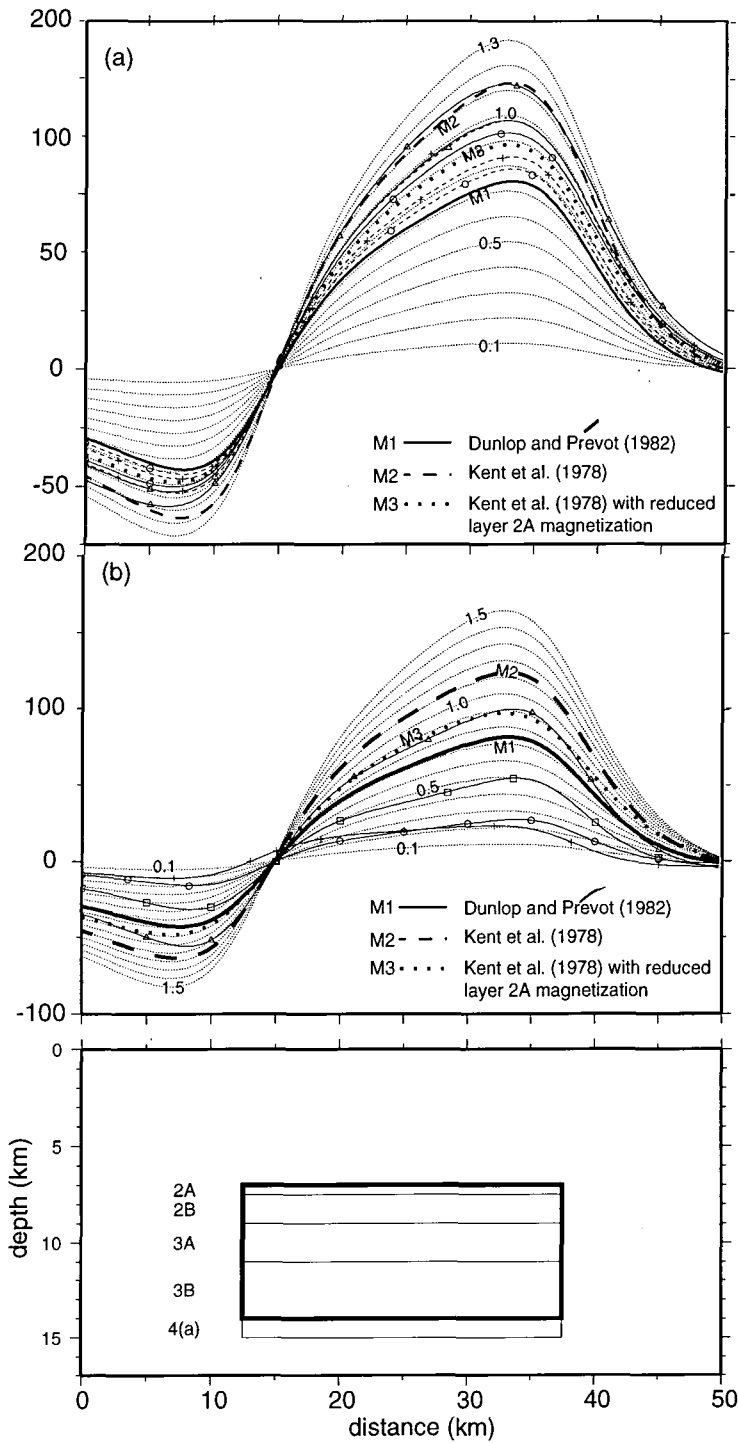 (a)
200
100
50
0
-50
1.3
M2
1.0
M3
M1
0.5
0.1
M1 Dunlop and Prevot (1982)
M2 Kent et al. (1978)
M3 Kent et al. (1978) with reduced
layer 2A magnetization
(b)
200
100
0
-100
1.5
M2
1.0
M3
M1
0.5
0.1
0.1
1.5
M1 Dunlop and Prevot (1982)
M2 Kent et al. (1978)
M3 Kent et al. (1978) with reduced
layer 2A magnetization
depth (km)
0
5
10
15
2A
2B
3A
3B
4(a)
0 10 20 30 40 50
distance (km)